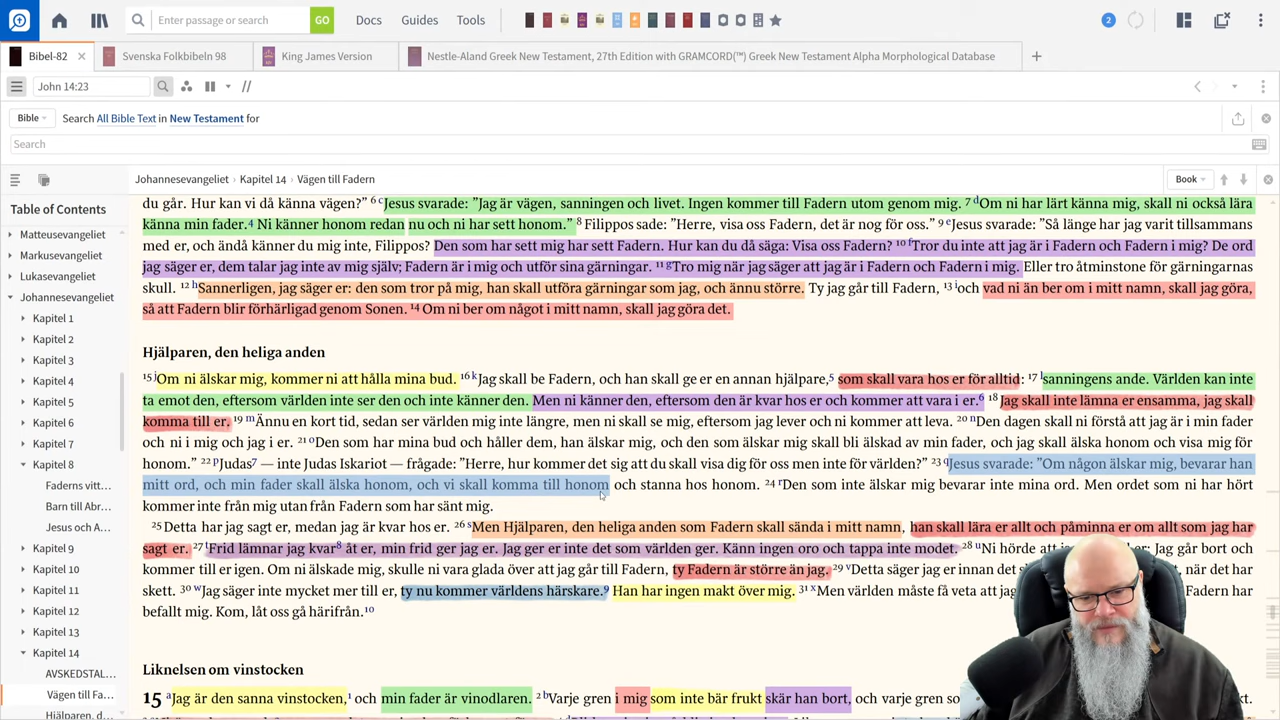 Enter passage or search GO Docs Guides Tools 2
Bibel-82 Svenska Folkbibeln 98 King James Version Nestle-Aland Greek New Testament, 27th Edition with GRAMCORD(™) Greek New Testament Alpha Morphological Database
John 14:23 //
Bible Search All Bible Text in New Testament for
Search
Johannesevangeliet › Kapitel 14 › Vägen till Fadern Book
Table of Contents
Matteusevangeliet
Markusevangeliet
Lukasevangeliet
Johannesevangeliet
Kapitel 1
Kapitel 2
Kapitel 3
Kapitel 4
Kapitel 5
Kapitel 6
Kapitel 7
Kapitel 8
Faderns vitt...
Barn till Abr...
Jesus och A...
Kapitel 9
Kapitel 10
Kapitel 11
Kapitel 12
Kapitel 13
Kapitel 14
AVSKEDSTAL...
Vägen till Fa...
Hjälparen, d...
du går. Hur kan vi då känna vägen?” 6 c Jesus svarade: ”Jag är vägen, sanningen och livet. Ingen kommer till Fadern utom genom mig. 7 d Om ni har lärt känna mig, skall ni också lära
känna min fader.4 Ni känner honom redan nu och ni har sett honom.” 8 Filippos sade: ”Herre, visa oss Fadern, det är nog för oss.” 9 e Jesus svarade: ”Så länge har jag varit tillsammans
med er, och ändå känner du mig inte, Filippos? Den som har sett mig har sett Fadern. Hur kan du då säga: Visa oss Fadern? 10 f Tror du inte att jag är i Fadern och Fadern i mig? De ord
jag säger er, dem talar jag inte av mig själv; Fadern är i mig och utför sina gärningar. 11 g Tro mig när jag säger att jag är i Fadern och Fadern i mig. Eller tro åtminstone för gärningarnas
skull. 12 h Sannerligen, jag säger er: den som tror på mig, han skall utföra gärningar som jag, och ännu större. Ty jag går till Fadern, 13 i och vad ni än ber om i mitt namn, skall jag göra,
så att Fadern blir förhärligad genom Sonen. 14 Om ni ber om något i mitt namn, skall jag göra det.
Hjälparen, den heliga anden
15 j Om ni älskar mig, kommer ni att hålla mina bud. 16 k Jag skall be Fadern, och han skall ge er en annan hjälpare,5 som skall vara hos er för alltid: 17 l sanningens ande. Världen kan inte
ta emot den, eftersom världen inte ser den och inte känner den. Men ni känner den, eftersom den är kvar hos er och kommer att vara i er.6 18 Jag skall inte lämna er ensamma, jag skall
komma till er. 19 m Ännu en kort tid, sedan ser världen mig inte längre, men ni skall se mig, eftersom jag lever och ni kommer att leva. 20 n Den dagen skall ni förstå att jag är i min fader
och ni i mig och jag i er. 21 o Den som har mina bud och håller dem, han älskar mig, och den som älskar mig skall bli älskad av min fader, och jag skall älska honom och visa mig för
honom.” 22 p Judas7 — inte Judas Iskariot — frågade: ”Herre, hur kommer det sig att du skall visa dig för oss men inte för världen?” 23 q Jesus svarade: ”Om någon älskar mig, bevarar han
mitt ord, och min fader skall älska honom, och vi skall komma till honom och stanna hos honom. 24 r Den som inte älskar mig bevarar inte mina ord. Men ordet som ni har hört
kommer inte från mig utan från Fadern som har sänt mig.
25 Detta har jag sagt er, medan jag är kvar hos er. 26 s Men Hjälparen, den heliga anden som Fadern skall sända i mitt namn, han skall lära er allt och påminna er om allt som jag har
sagt er. 27 t Frid lämnar jag kvar8 åt er, min frid ger jag er. Jag ger er inte det som världen ger. Känn ingen oro och tappa inte modet. 28 u Ni hörde att Jag går bort och
kommer till er igen. Om ni älskade mig, skulle ni vara glada över att jag går till Fadern, ty Fadern är större än jag. 29 v Detta säger jag er innan det när det har
skett. 30 w Jag säger inte mycket mer till er, ty nu kommer världens härskare.9 Han har ingen makt över mig. 31 x Men världen måste få veta att Fadern har
befallt mig. Kom, låt oss gå härifrån.10
Liknelsen om vinstocken
15 a Jag är den sanna vinstocken,1 och min fader är vinodlaren. 2 b Varje gren i mig som inte bär frukt skär han bort, och varje gren